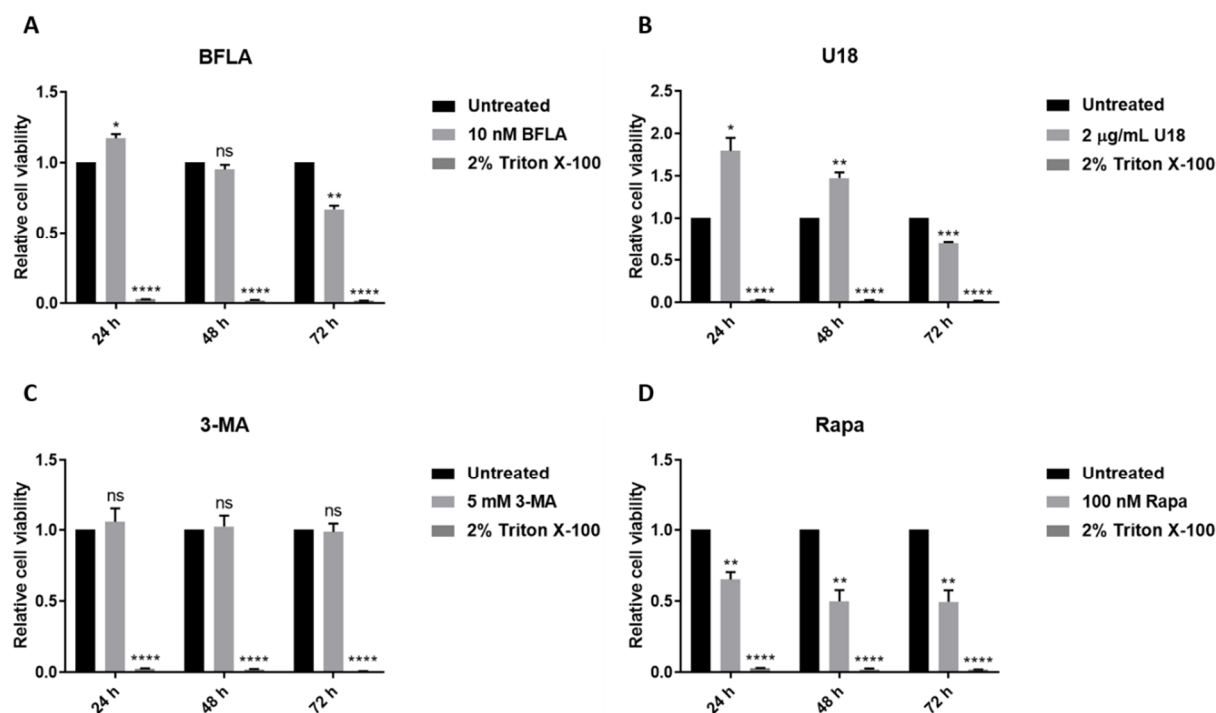 A
BFLA
Relative cell viability
1.5
1.0
0.5
0.0
*
ns
**
****
****
****
24 h
48 h
72 h
Untreated
10 nM BFLA
2% Triton X-100
B
U18
Relative cell viability
2.5
2.0
1.5
1.0
0.5
0.0
*
**
***
****
****
****
24 h
48 h
72 h
Untreated
2 μg/mL U18
2% Triton X-100
C
3-MA
Relative cell viability
1.5
1.0
0.5
0.0
ns
ns
ns
****
****
****
24 h
48 h
72 h
Untreated
5 mM 3-MA
2% Triton X-100
D
Rapa
Relative cell viability
1.5
1.0
0.5
0.0
**
**
**
****
****
****
24 h
48 h
72 h
Untreated
100 nM Rapa
2% Triton X-100